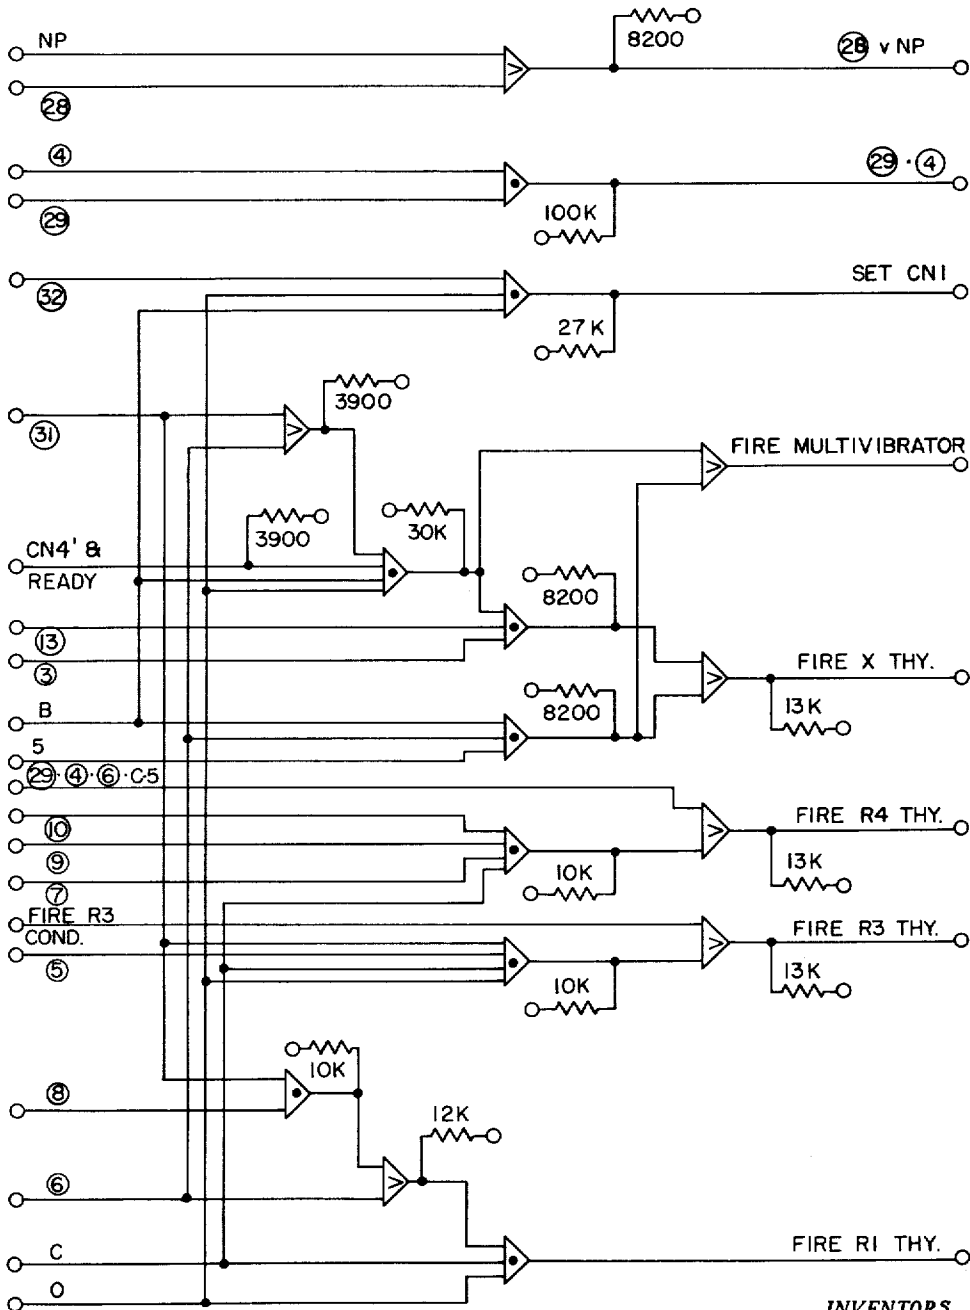 NP
8200
㉘ v NP
㉘
④
㉙ · ④
㉙
100K
SET CN1
㉜
27K
3900
㉛
FIRE MULTIVIBRATOR
3900
30K
CN4' &
READY
8200
⑬
③
FIRE X THY.
B
8200
13K
5
㉙·④·⑥·C·5
FIRE R4 THY.
⑩
⑨
10K
13K
⑦
FIRE R3
COND.
FIRE R3 THY.
⑤
10K
13K
10K
⑧
12K
⑥
C
FIRE R1 THY.
O
INVENTORS